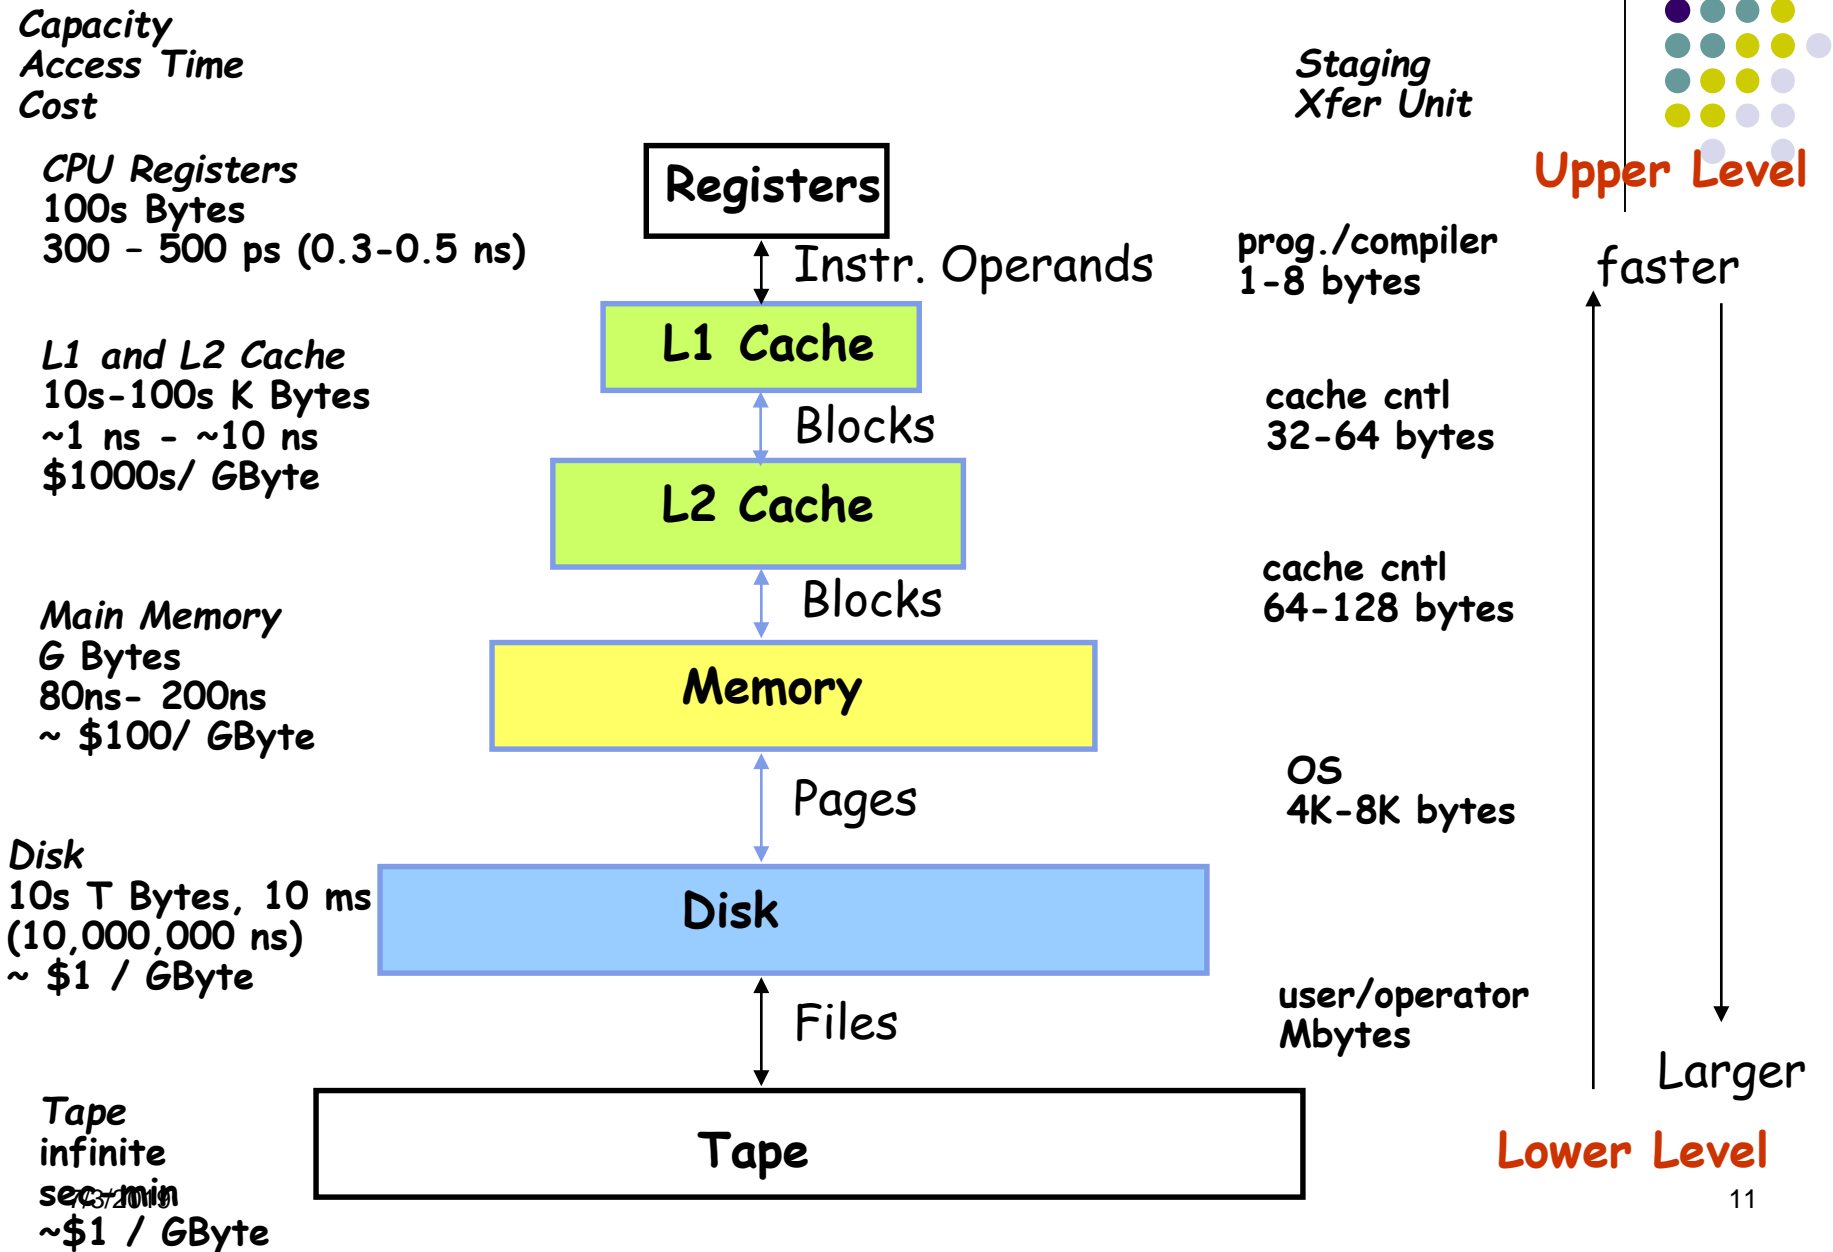 Capacity
Access Time
Cost
Staging
Xfer Unit
Upper Level
CPU Registers
100s Bytes
300 – 500 ps (0.3-0.5 ns)
Registers
Instr. Operands
prog./compiler
1-8 bytes
faster
L1 and L2 Cache
10s-100s K Bytes
~1 ns - ~10 ns
$1000s/ GByte
L1 Cache
Blocks
cache cntl
32-64 bytes
L2 Cache
Blocks
cache cntl
64-128 bytes
Main Memory
G Bytes
80ns- 200ns
~ $100/ GByte
Memory
Pages
OS
4K-8K bytes
Disk
10s T Bytes, 10 ms
(10,000,000 ns)
~ $1 / GByte
Disk
Files
user/operator
Mbytes
Larger
Tape
infinite
sec-min
~$1 / GByte
Tape
Lower Level
7/3/2019
11